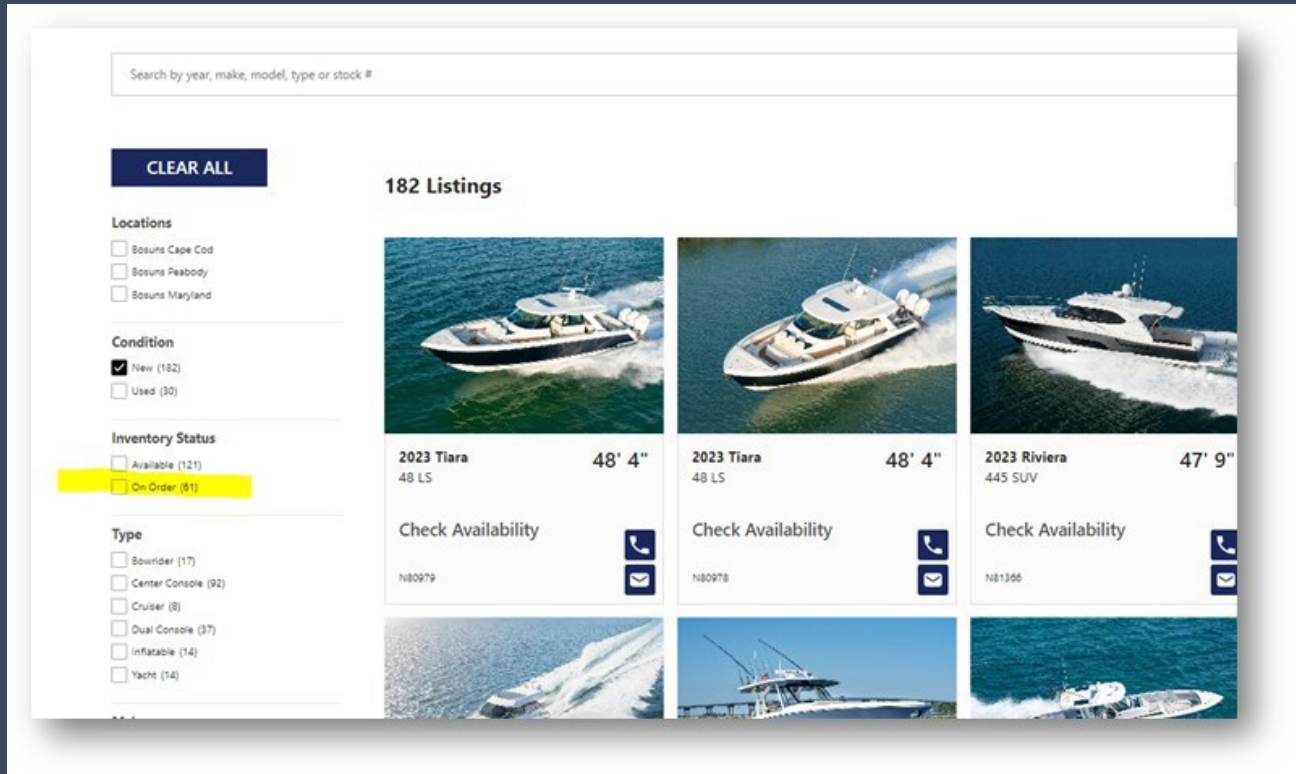 Search by year, make, model, type or stock #
CLEAR ALL
182 Listings
Locations
Bosuns Cape Cod
Bosuns Peabody
Bosuns Maryland
Condition
New (182)
Used (30)
Inventory Status
Available (121)
On Order (61)
Type
Bowrider (17)
Center Console (92)
Cruiser (8)
Dual Console (37)
Inflatable (14)
Yacht (14)
2023 Tiara 48' 4"
48 LS
Check Availability
N80979
2023 Tiara 48' 4"
48 LS
Check Availability
N80978
2023 Riviera 47' 9"
445 SUV
Check Availability
N81366